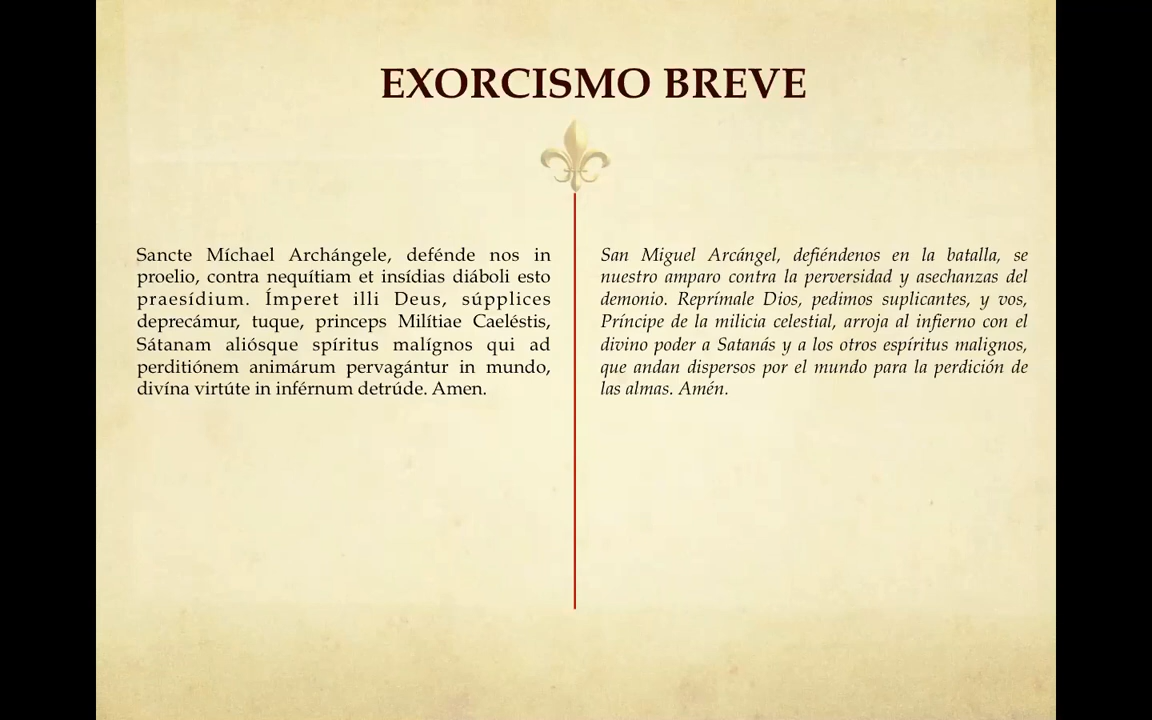 EXORCISMO BREVE
Sancte Míchael Archángele, defénde nos in
proelio, contra nequítiam et insídias diáboli esto
praesídium. Ímperet illi Deus, súpplices
deprecámur, tuque, princeps Milítiae Caeléstis,
Sátanam aliósque spíritus malígnos qui ad
perditiónem animárum pervagántur in mundo,
divína virtúte in inférnum detrúde. Amen.
San Miguel Arcángel, defiéndenos en la batalla, se
nuestro amparo contra la perversidad y asechanzas del
demonio. Reprímale Dios, pedimos suplicantes, y vos,
Príncipe de la milicia celestial, arroja al infierno con el
divino poder a Satanás y a los otros espíritus malignos,
que andan dispersos por el mundo para la perdición de
las almas. Amén.